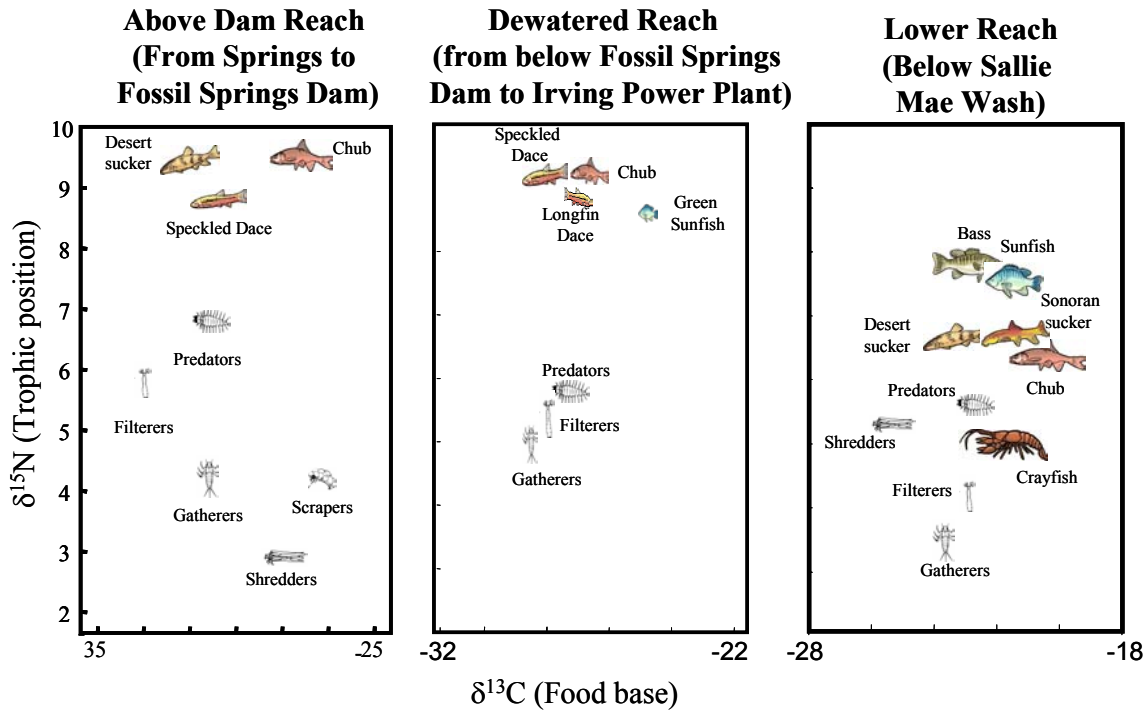 Above Dam Reach
(From Springs to
Fossil Springs Dam)
Dewatered Reach
(from below Fossil Springs
Dam to Irving Power Plant)
Lower Reach
(Below Sallie
Mae Wash)
δ15N (Trophic position)
10
9
8
7
6
5
4
3
2
Desert
sucker
Chub
Speckled Dace
Predators
Filterers
Gatherers
Scrapers
Shredders
35
-25
Speckled
Dace
Chub
Longfin
Dace
Green
Sunfish
Predators
Filterers
Gatherers
-32
-22
Bass
Sunfish
Sonoran
sucker
Desert
sucker
Chub
Predators
Shredders
Crayfish
Filterers
Gatherers
-28
-18
δ13C (Food base)